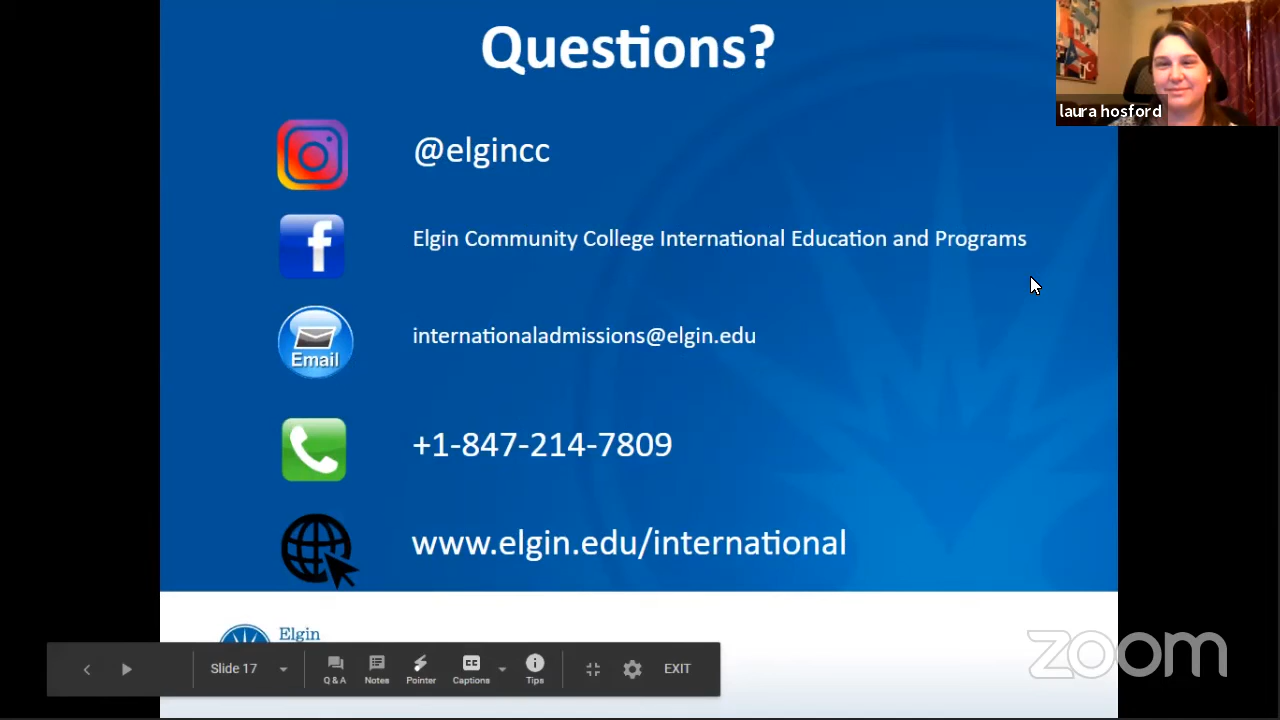 Questions?
laura hosford
@elgincc
Elgin Community College International Education and Programs
Email
internationaladmissions@elgin.edu
+1-847-214-7809
www.elgin.edu/international
Elgin
Slide 17
Q & A
Notes
Pointer
CC
Captions
Tips
EXIT
zoom